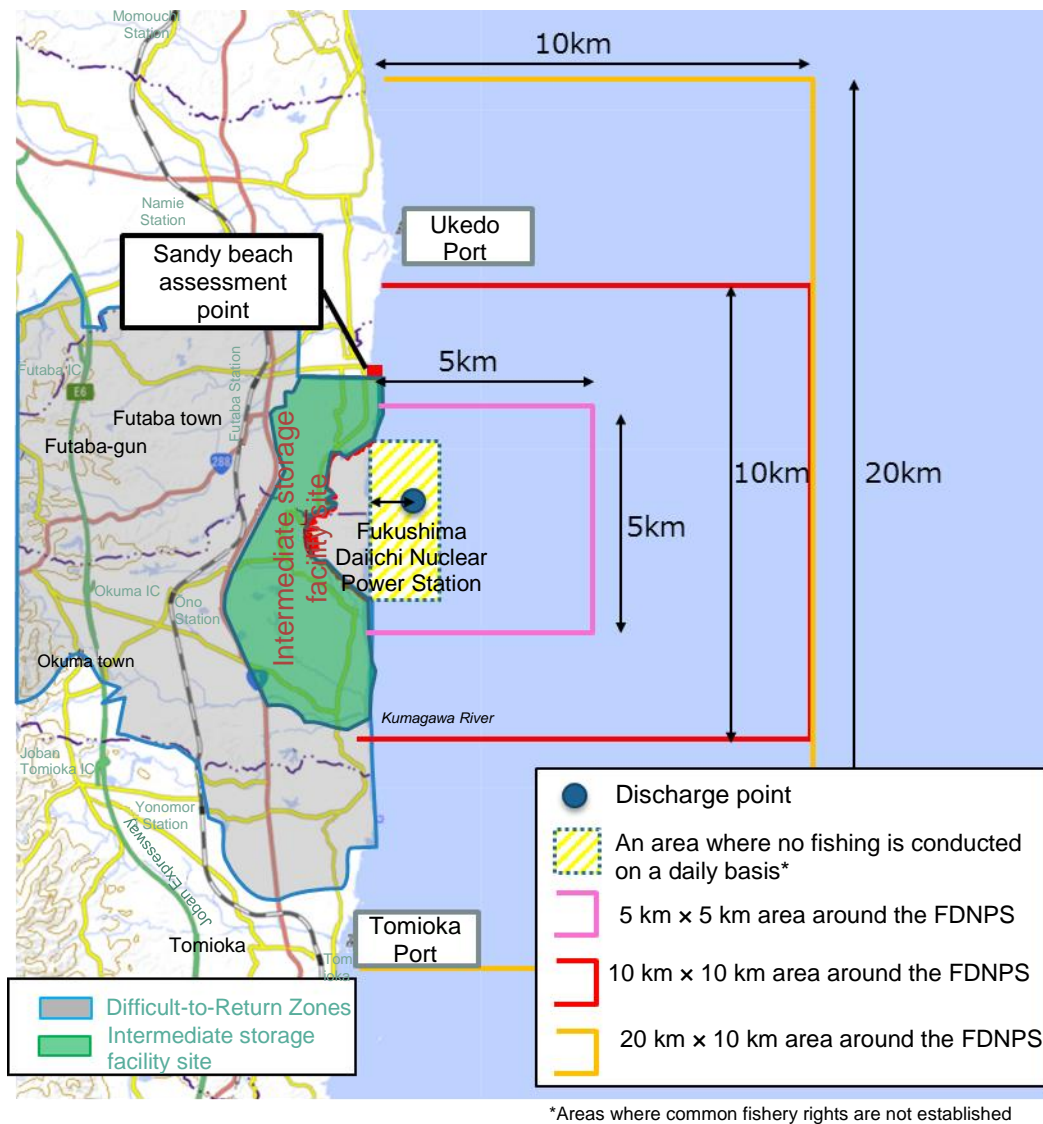 Momouchi
Station
10km
Namie
Station
Ukedo
Port
Sandy beach
assessment
point
5km
Futaba IC
E6
Futaba Station
Futaba town
Futaba-gun
288
Intermediate storage
facility site
10km
20km
5km
Fukushima
Daiichi Nuclear
Power Station
Okuma IC
Ono
Station
Okuma town
Kumagawa River
Joban
Tomioka IC
Yonomor
Station
Joban Expressway
Tomioka
Tomioka
Port
Tom
ioka
Discharge point
An area where no fishing is conducted
on a daily basis*
5 km × 5 km area around the FDNPS
10 km × 10 km area around the FDNPS
20 km × 10 km area around the FDNPS
Difficult-to-Return Zones
Intermediate storage
facility site
*Areas where common fishery rights are not established